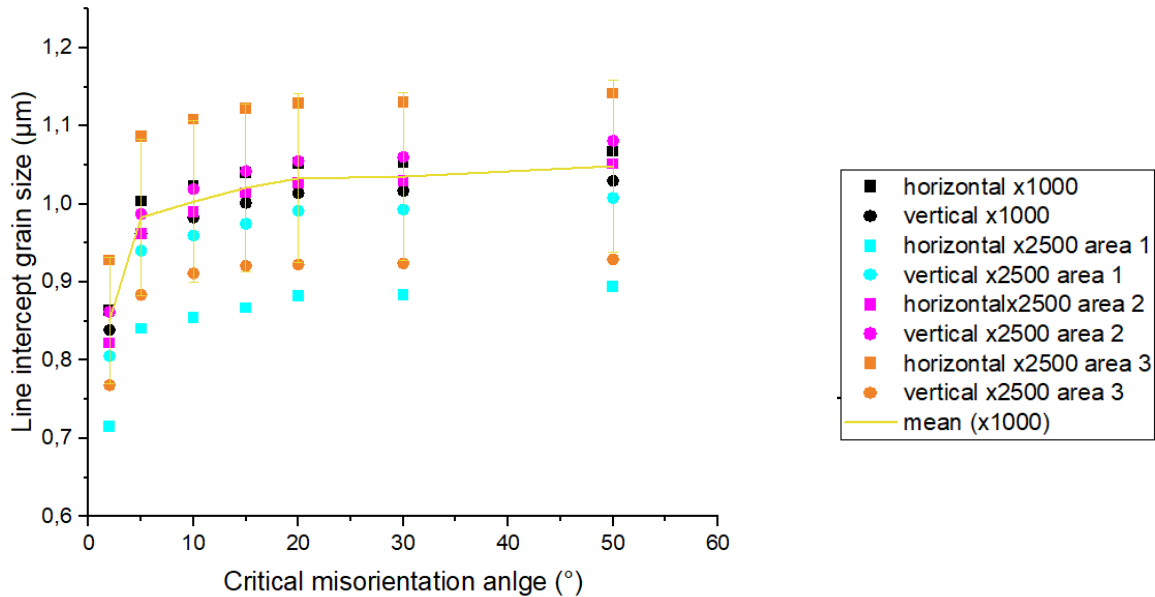 Line intercept grain size (µm)
1,2
1,1
1,0
0,9
0,8
0,7
0,6
0
10
20
30
40
50
60
Critical misorientation anlge (°)
horizontal x1000
vertical x1000
horizontal x2500 area 1
vertical x2500 area 1
horizontalx2500 area 2
vertical x2500 area 2
horizontal x2500 area 3
vertical x2500 area 3
mean (x1000)